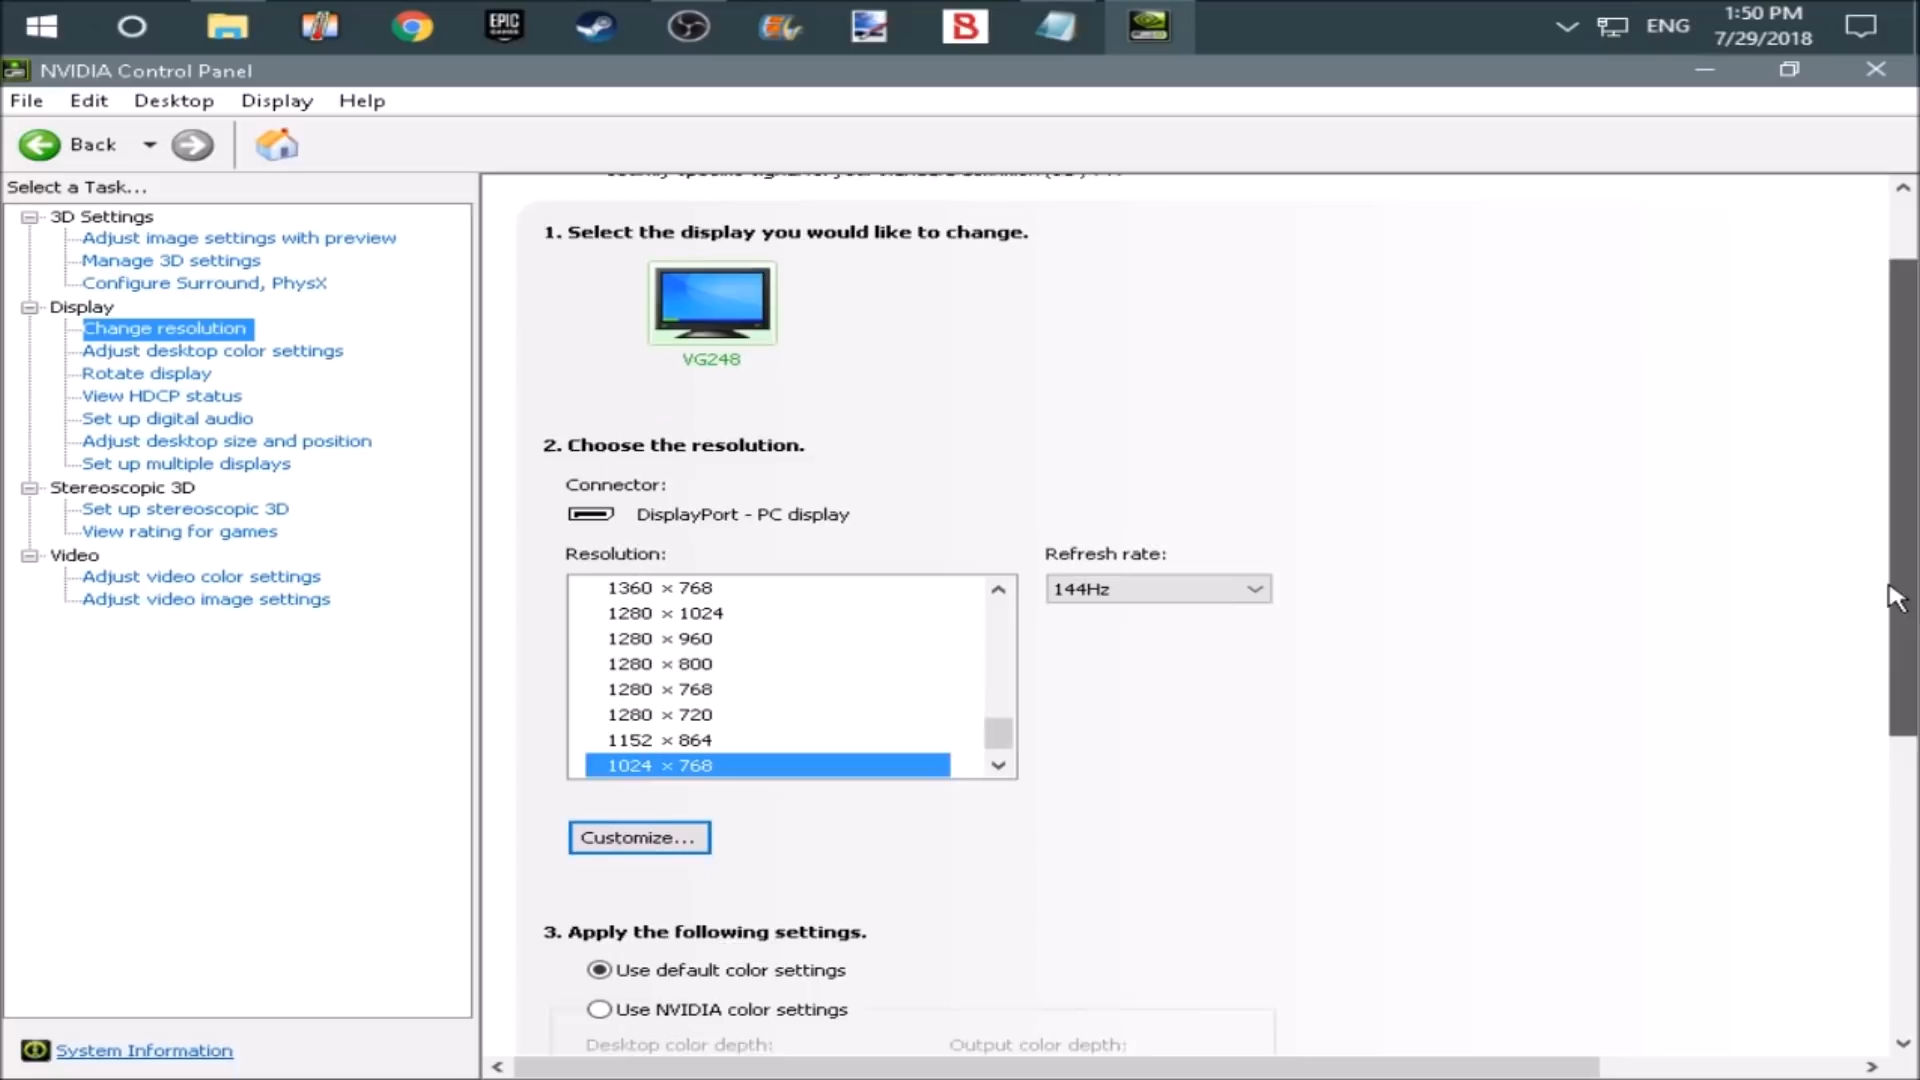 EPIC
GAMES
B
ENG
1:50 PM
7/29/2018
NVIDIA Control Panel
File Edit Desktop Display Help
Back
Select a Task...
3D Settings
Adjust image settings with preview
Manage 3D settings
Configure Surround, PhysX
Display
Change resolution
Adjust desktop color settings
Rotate display
View HDCP status
Set up digital audio
Adjust desktop size and position
Set up multiple displays
Stereoscopic 3D
Set up stereoscopic 3D
View rating for games
Video
Adjust video color settings
Adjust video image settings
System Information
1. Select the display you would like to change.
VG248
2. Choose the resolution.
Connector:
DisplayPort - PC display
Resolution:
Refresh rate:
1360 × 768
144Hz
1280 × 1024
1280 × 960
1280 × 800
1280 × 768
1280 × 720
1152 × 864
1024 × 768
Customize...
3. Apply the following settings.
Use default color settings
Use NVIDIA color settings
Desktop color depth:
Output color depth: